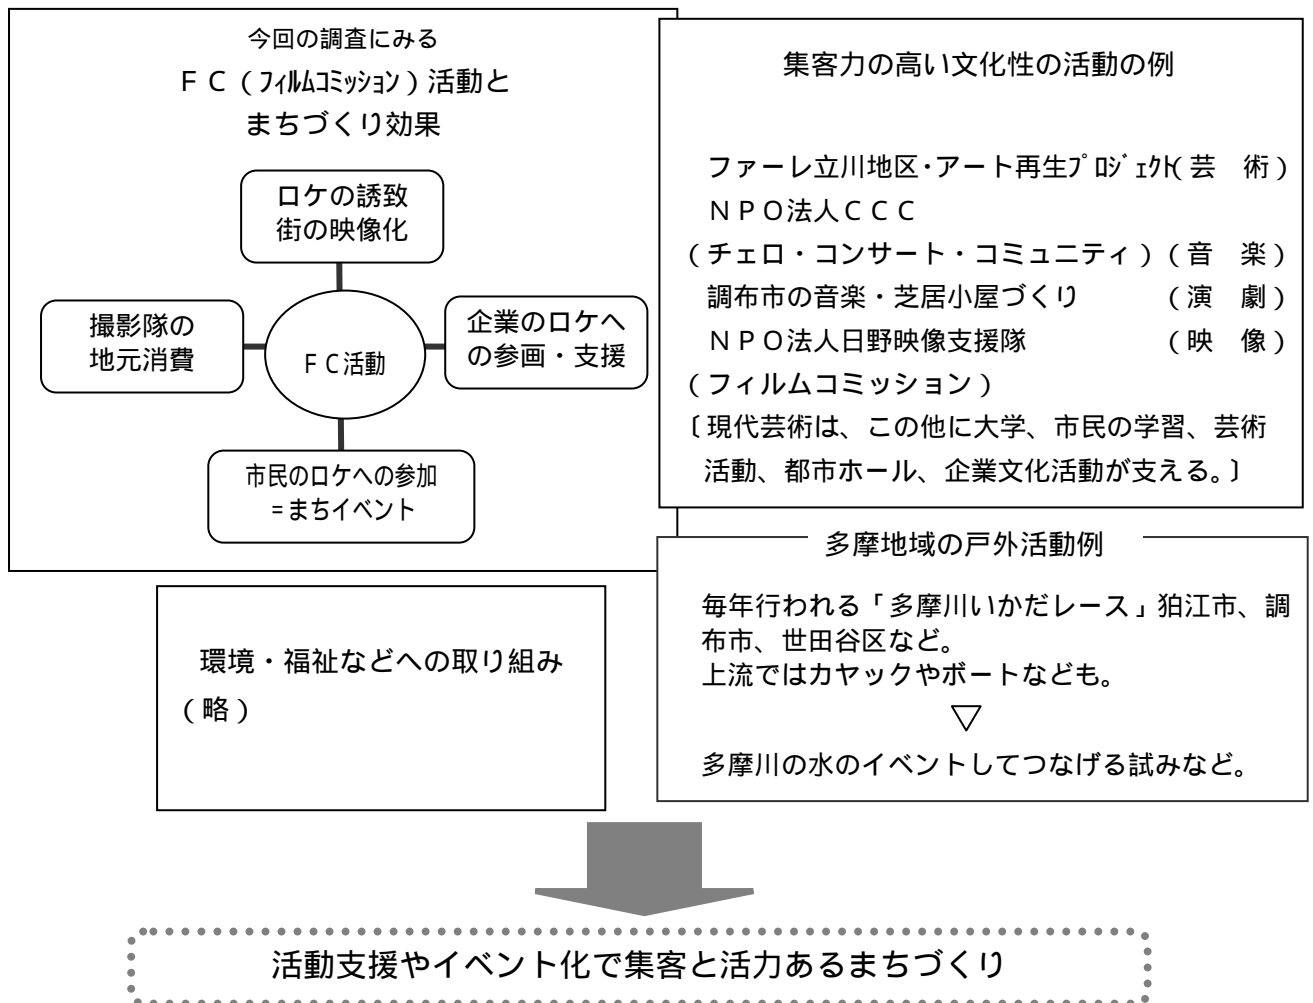 今回の調査にみる
ＦＣ（ﾌｨﾙﾑｺﾐｯｼｮﾝ）活動と
まちづくり効果
ロケの誘致
街の映像化
撮影隊の
地元消費
ＦＣ活動
企業のロケへ
の参画・支援
市民のロケへの参加
=まちイベント
集客力の高い文化性の活動の例
ファーレ立川地区･アート再生ﾌﾟﾛｼﾞｪｸﾄ(芸　術)
ＮＰＯ法人ＣＣＣ
(チェロ・コンサート・コミュニティ)(音　楽)
調布市の音楽・芝居小屋づくり　　　(演　劇)
ＮＰＯ法人日野映像支援隊　　　　　(映　像)
(フィルムコミッション)
〔現代芸術は、この他に大学、市民の学習、芸術
活動、都市ホール、企業文化活動が支える。〕
多摩地域の戸外活動例
毎年行われる「多摩川いかだレース」狛江市、調
布市、世田谷区など。
上流ではカヤックやボートなども。
▽
多摩川の水のイベントしてつなげる試みなど。
環境・福祉などへの取り組み
(略)
活動支援やイベント化で集客と活力あるまちづくり